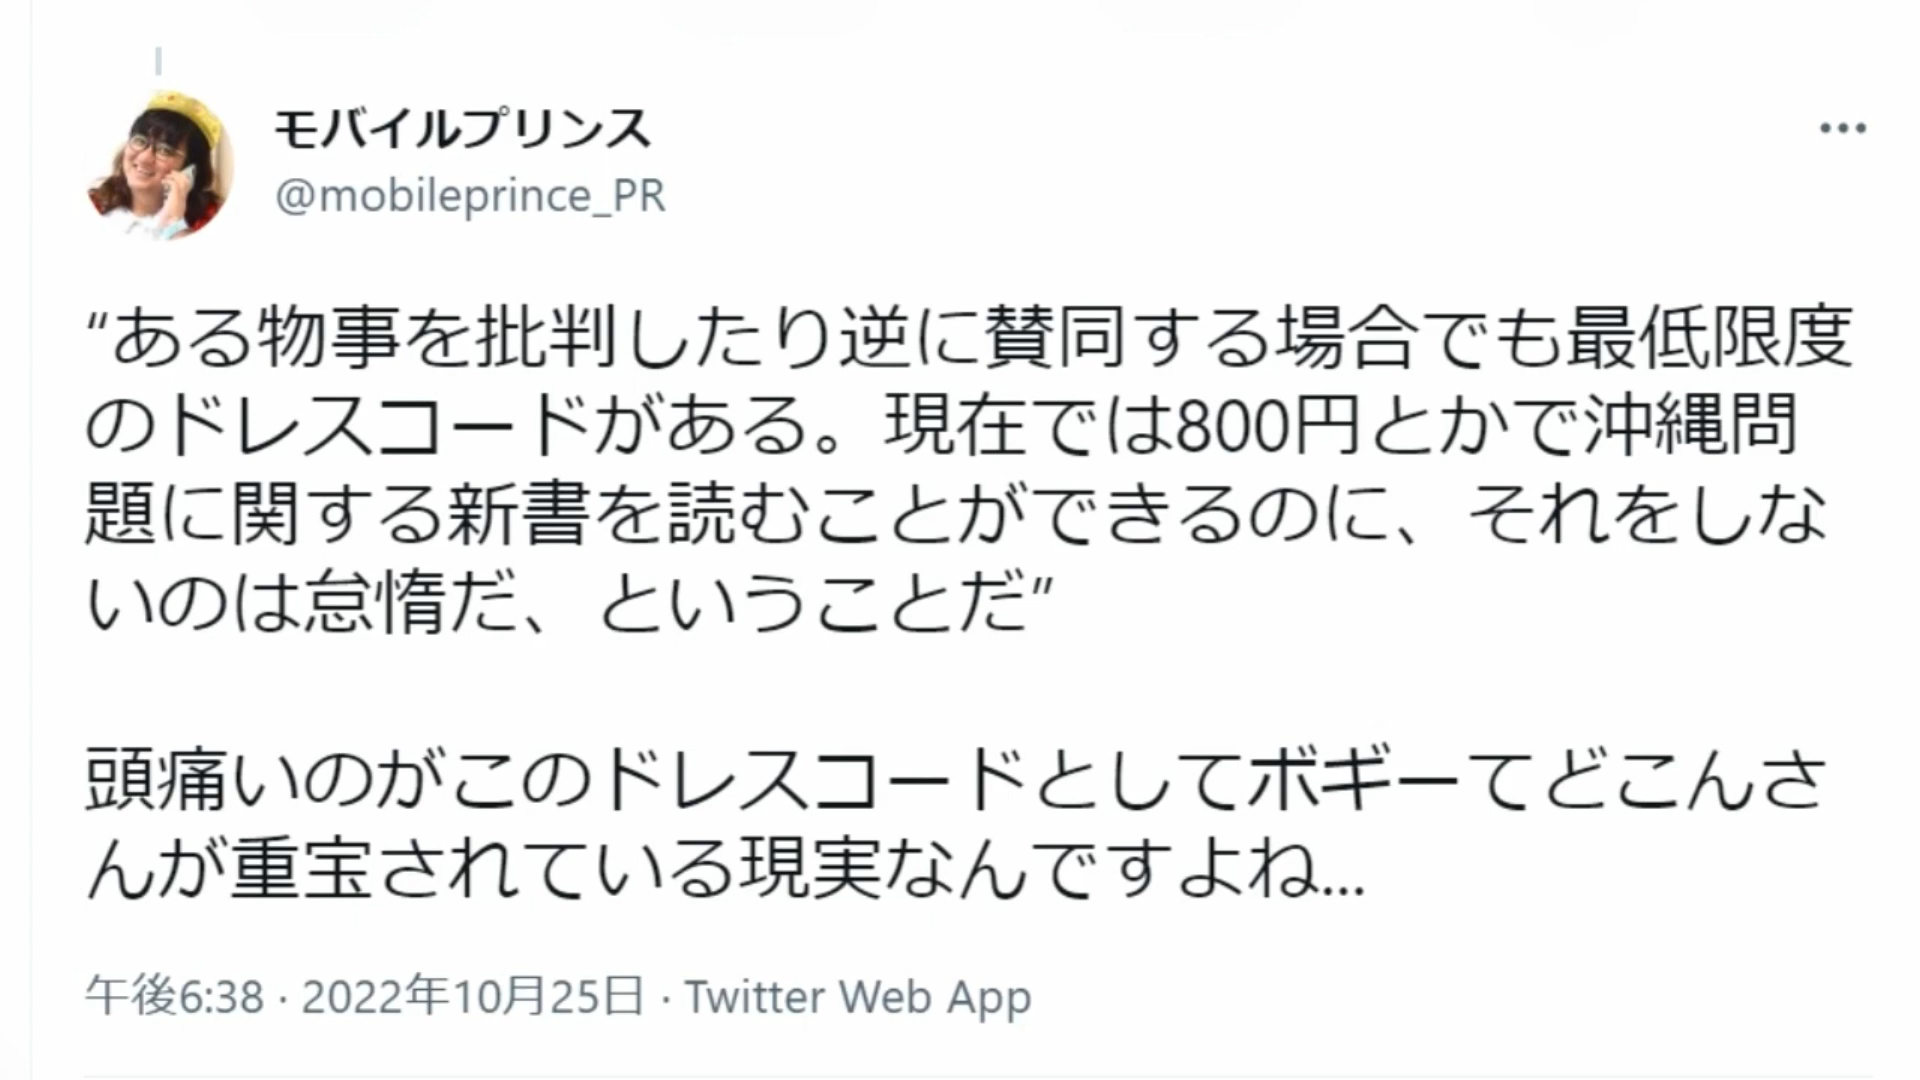 モバイルプリンス
@mobileprince_PR
“ある物事を批判したり逆に賛同する場合でも最低限度
のドレスコードがある。現在では800円とかで沖縄問
題に関する新書を読むことができるのに、それをしな
いのは怠惰だ、ということだ”
頭痛いのがこのドレスコードとしてボギーてどこんさ
んが重宝されている現実なんですよね...
午後6:38 · 2022年10月25日 · Twitter Web App